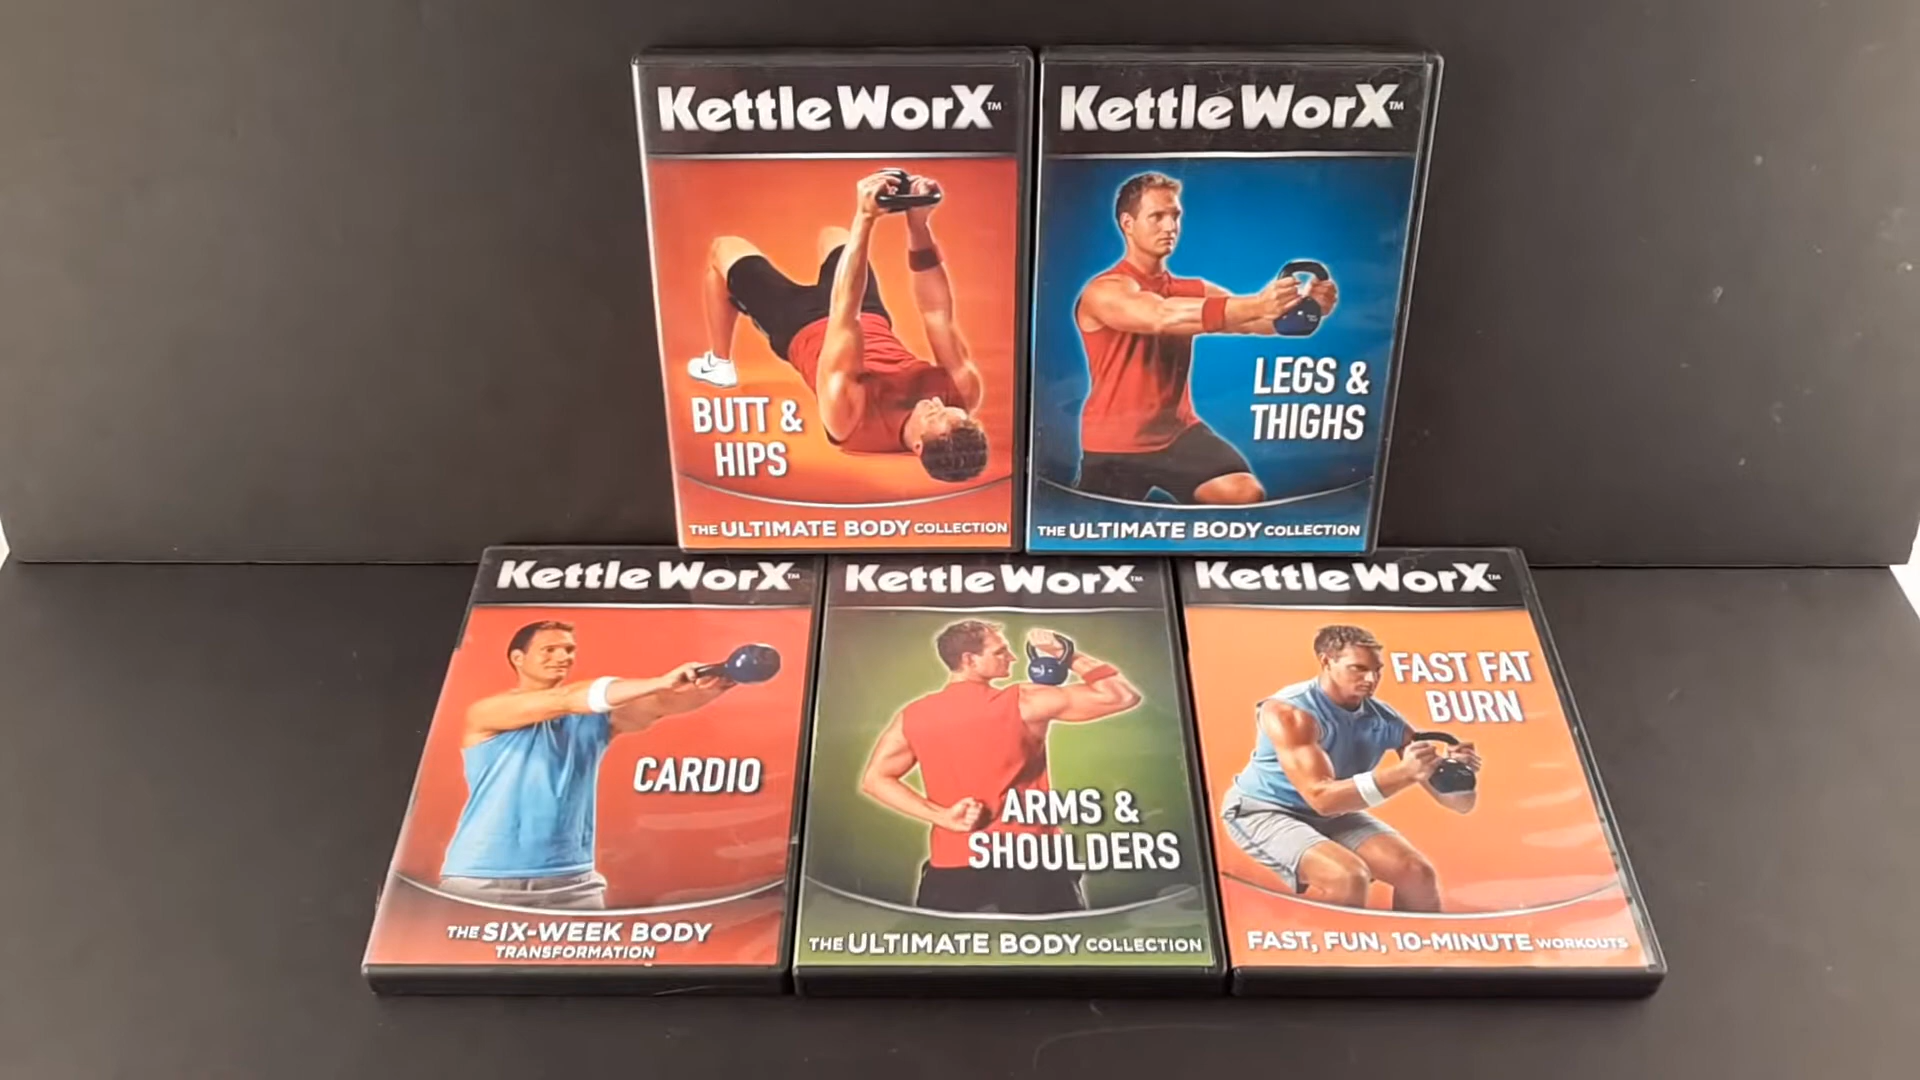 KettleWorX™
BUTT &
HIPS
THE ULTIMATE BODY COLLECTION
KettleWorX™
LEGS &
THIGHS
THE ULTIMATE BODY COLLECTION
KettleWorX™
CARDIO
THE SIX-WEEK BODY
TRANSFORMATION
KettleWorX™
ARMS &
SHOULDERS
THE ULTIMATE BODY COLLECTION
KettleWorX™
FAST FAT
BURN
FAST, FUN, 10-MINUTE WORKOUTS